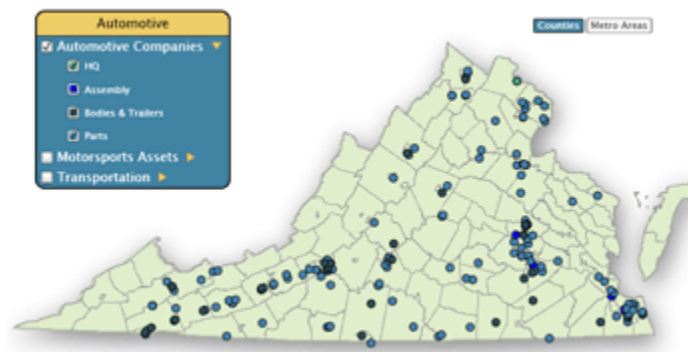 Automotive
Counties Metro Areas
Automotive Companies
HQ
Assembly
Bodies & Trailers
Parts
Motorsports Assets
Transportation